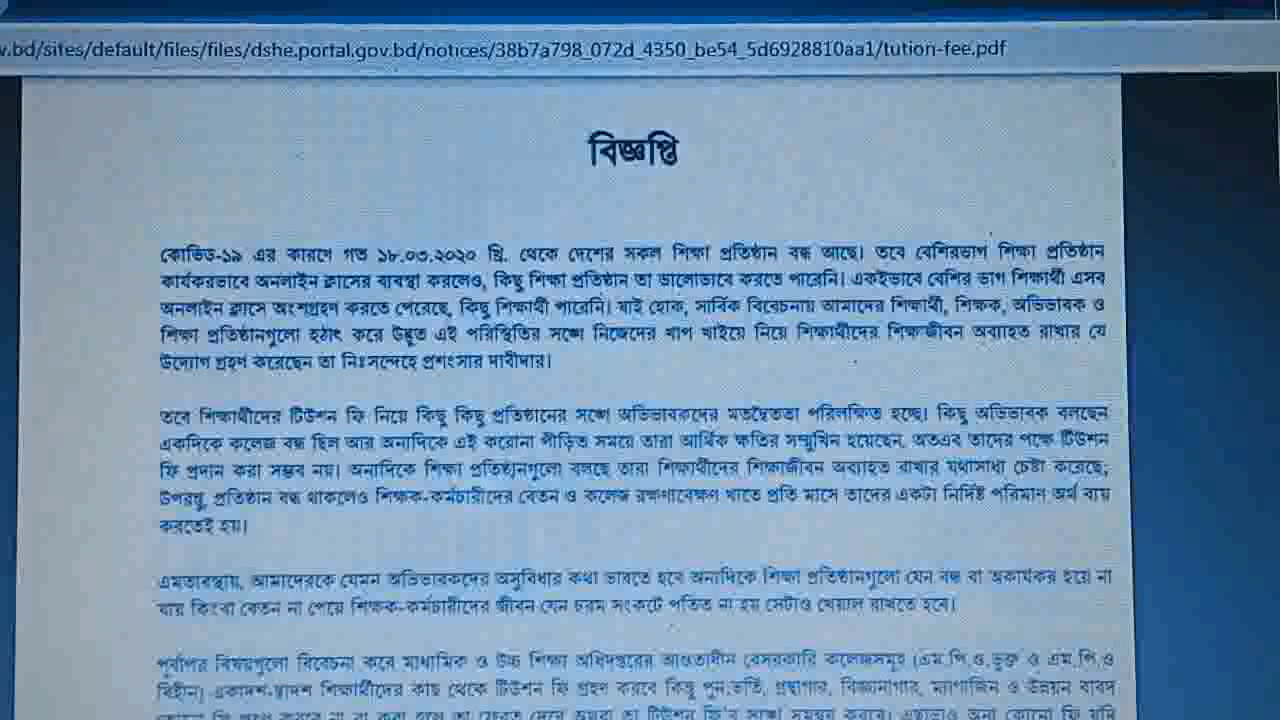 v.bd/sites/default/files/files/dshe.portal.gov.bd/notices/38b7a798_072d_4350_be54_5d6928810aa1/tution-fee.pdf
বিজ্ঞপ্তি
কোভিড-১৯ এর কারণে গত ১৮.০৩.২০২০ খ্রি. থেকে দেশের সকল শিক্ষা প্রতিষ্ঠান বন্ধ আছে। তবে বেশিরভাগ শিক্ষা প্রতিষ্ঠান
কার্যকরভাবে অনলাইন ক্লাসের ব্যবস্থা করলেও, কিছু শিক্ষা প্রতিষ্ঠান তা ভালোভাবে করতে পারেনি। একইভাবে বেশির ভাগ শিক্ষার্থী এসব
অনলাইন ক্লাসে অংশগ্রহণ করতে পেরেছে, কিছু শিক্ষার্থী পারেনি। যাই হোক, সার্বিক বিবেচনায় আমাদের শিক্ষার্থী, শিক্ষক, অভিভাবক ও
শিক্ষা প্রতিষ্ঠানগুলো হঠাৎ করে উদ্ভূত এই পরিস্থিতির সঙ্গে নিজেদের খাপ খাইয়ে নিয়ে শিক্ষার্থীদের শিক্ষাজীবন অব্যাহত রাখার যে
উদ্যোগ গ্রহণ করেছেন তা নিঃসন্দেহে প্রশংসার দাবীদার।
তবে শিক্ষার্থীদের টিউশন ফি নিয়ে কিছু কিছু প্রতিষ্ঠানের সঙ্গে অভিভাবকদের মতদ্বৈততা পরিলক্ষিত হচ্ছে। কিছু অভিভাবক বলছেন
একদিকে কলেজ বন্ধ ছিল আর অন্যদিকে এই করোনা পীড়িত সময়ে তারা আর্থিক ক্ষতির সম্মুখিন হয়েছেন, অতএব তাদের পক্ষে টিউশন
ফি প্রদান করা সম্ভব নয়। অন্যদিকে শিক্ষা প্রতিষ্ঠানগুলো বলছে তারা শিক্ষার্থীদের শিক্ষাজীবন অব্যাহত রাখার যথাসাধ্য চেষ্টা করেছে;
উপরন্তু, প্রতিষ্ঠান বন্ধ থাকলেও শিক্ষক-কর্মচারীদের বেতন ও কলেজ রক্ষণাবেক্ষণ খাতে প্রতি মাসে তাদের একটা নির্দিষ্ট পরিমাণ অর্থ ব্যয়
করতেই হয়।
এমতাবস্থায়, আমাদেরকে যেমন অভিভাবকদের অসুবিধার কথা ভাবতে হবে অন্যদিকে শিক্ষা প্রতিষ্ঠানগুলো যেন বন্ধ বা অকার্যকর হয়ে না
যায় কিংবা বেতন না পেয়ে শিক্ষক-কর্মচারীদের জীবন যেন চরম সংকটে পতিত না হয় সেটাও খেয়াল রাখতে হবে।
পূর্বাপর বিষয়গুলো বিবেচনা করে মাধ্যমিক ও উচ্চ শিক্ষা অধিদপ্তরের আওতাধীন বেসরকারি কলেজসমূহ (এম.পি.ও.ভুক্ত ও এম.পি.ও
বিহীন) একাদশ-দ্বাদশ শিক্ষার্থীদের কাছ থেকে টিউশন ফি গ্রহণ করবে কিছু পুন:ভর্তি, গ্রন্থাগার, বিজ্ঞানাগার, ম্যাগাজিন ও উন্নয়ন বাবদ